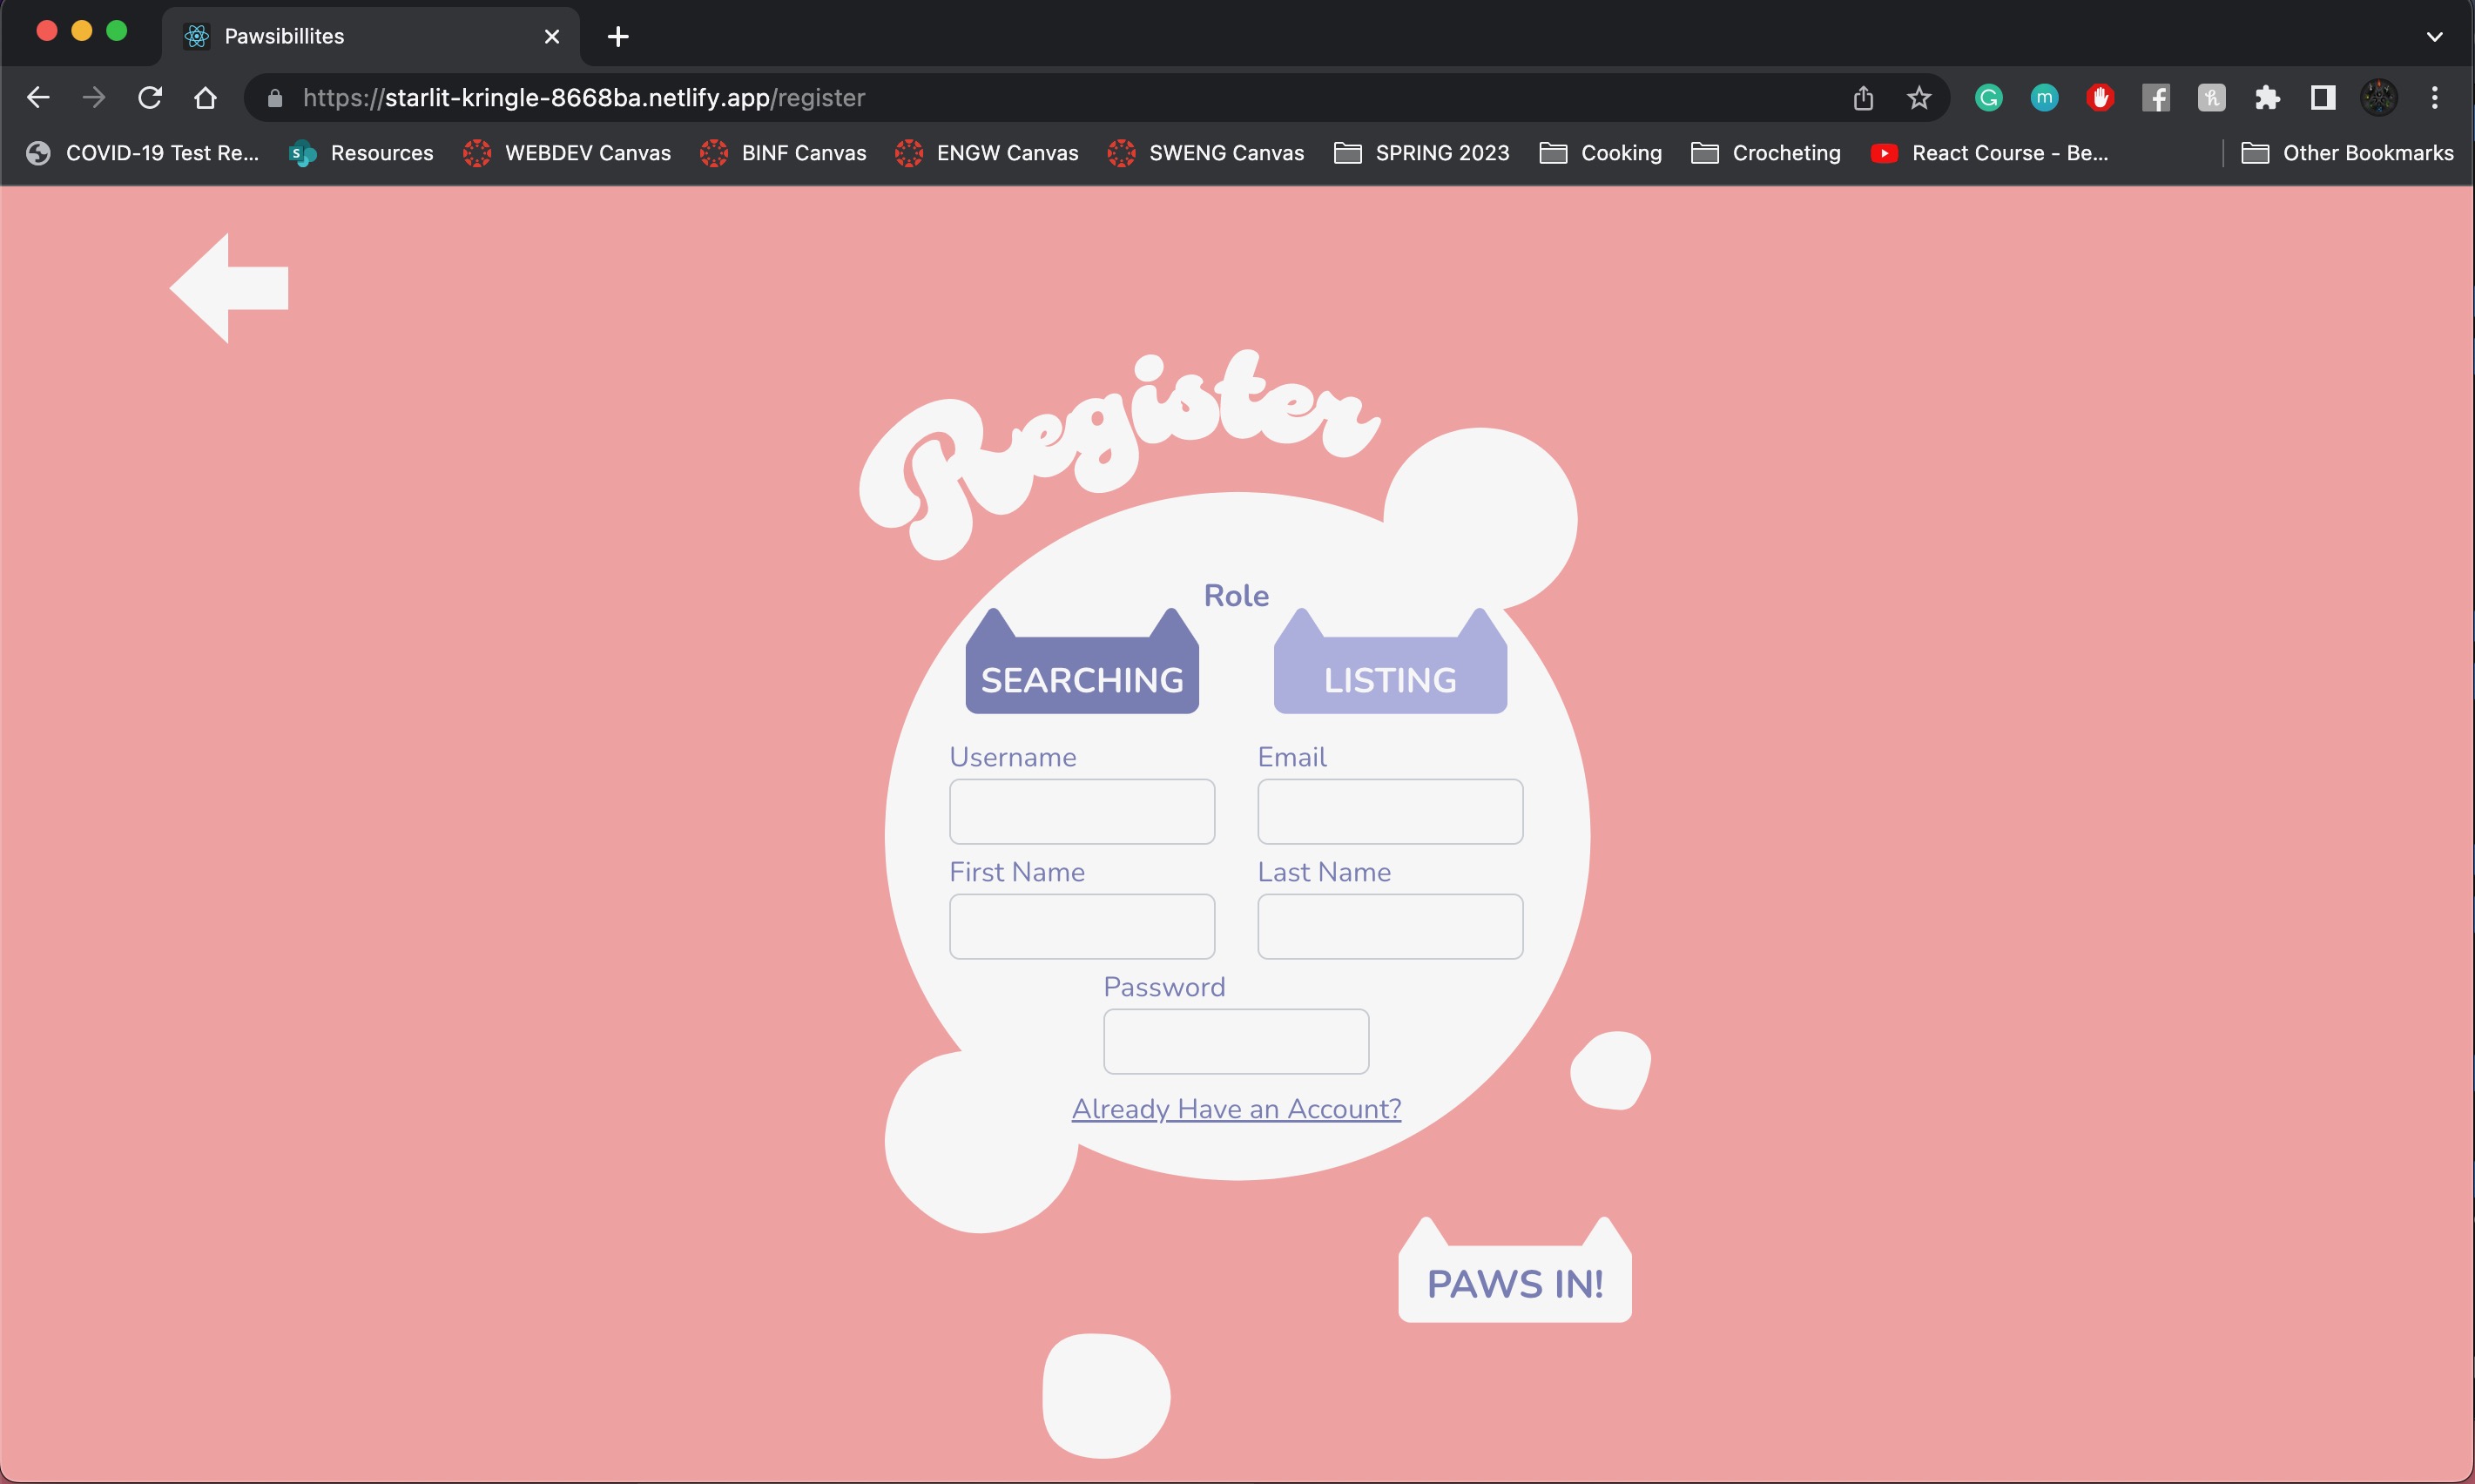 Pawsibillites
https://starlit-kringle-8668ba.netlify.app/register
COVID-19 Test Re... Resources WEBDEV Canvas BINF Canvas ENGW Canvas SWENG Canvas SPRING 2023 Cooking Crocheting React Course - Be... Other Bookmarks
Register
Role
SEARCHING LISTING
Username Email
First Name Last Name
Password
Already Have an Account?
PAWS IN!